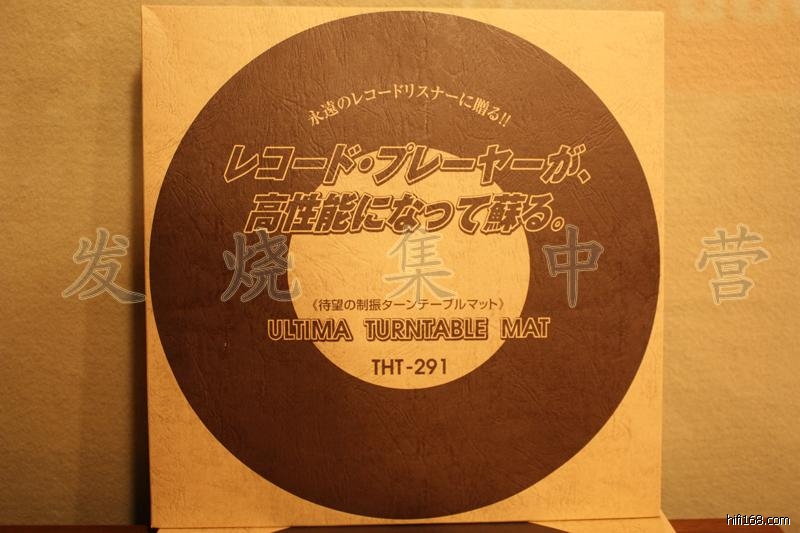 永遠のレコードリスナーに贈る!!
レコード・プレーヤーが、
高性能になって蘇る。
发烧集中营
《待望の制振ターンテーブルマット》
ULTIMA TURNTABLE MAT
THT-291
hifi168.com